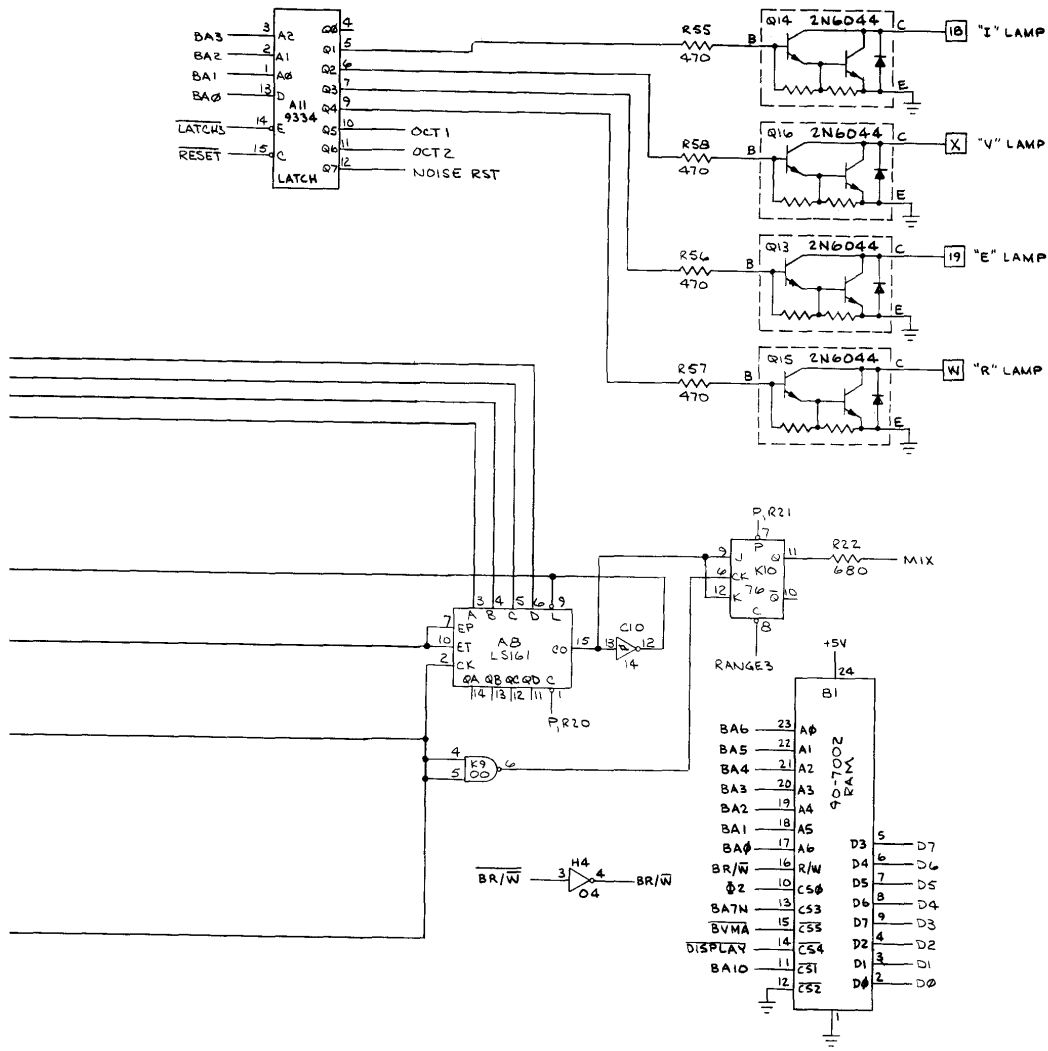 BA3 3 A2 Q0 4
BA2 2 A1 Q1 5
BA1 1 AØ Q2 6
BAØ 13 D Q3 7
A11
9334
Q4 9
LATCH3 14 E Q5 10 OCT 1
RESET 15 C Q6 11 OCT 2
LATCH Q7 12 NOISE RST
R55
470
B Q14 2N6044 C E
18 "I" LAMP
R58
470
B Q16 2N6044 C E
X "V" LAMP
R56
470
B Q13 2N6044 C E
19 "E" LAMP
R57
470
B Q15 2N6044 C E
W "R" LAMP
P,R21
7
P
9 J Q 11
R22
680
MIX
6 CK K10
12 K 76 Q 10
C
8
RANGE3
3 4 5 6 9
A B C D L
7 EP
10 ET A8 CO 15
2 CK LS161
QA QB QC QD C
14 13 12 11 1
P,R20
C10
13 12
14
4
5
K9
00
6
BR/W 3 H4 4 BR/W
04
+5V
24
B1
90-7002
RAM
BA6 23 AØ
BA5 22 A1
BA4 21 A2
BA3 20 A3
BA2 19 A4
BA1 18 A5
BAØ 17 A6 D3 5 D7
BR/W 16 R/W D4 6 D6
Φ2 10 CSØ D5 7 D5
BA7N 13 CS3 D6 8 D4
BVMA 15 CS5 D7 9 D3
DISPLAY 14 CS4 D2 4 D2
BA10 11 CS1 D1 3 D1
12 CS2 DØ 2 DØ
1